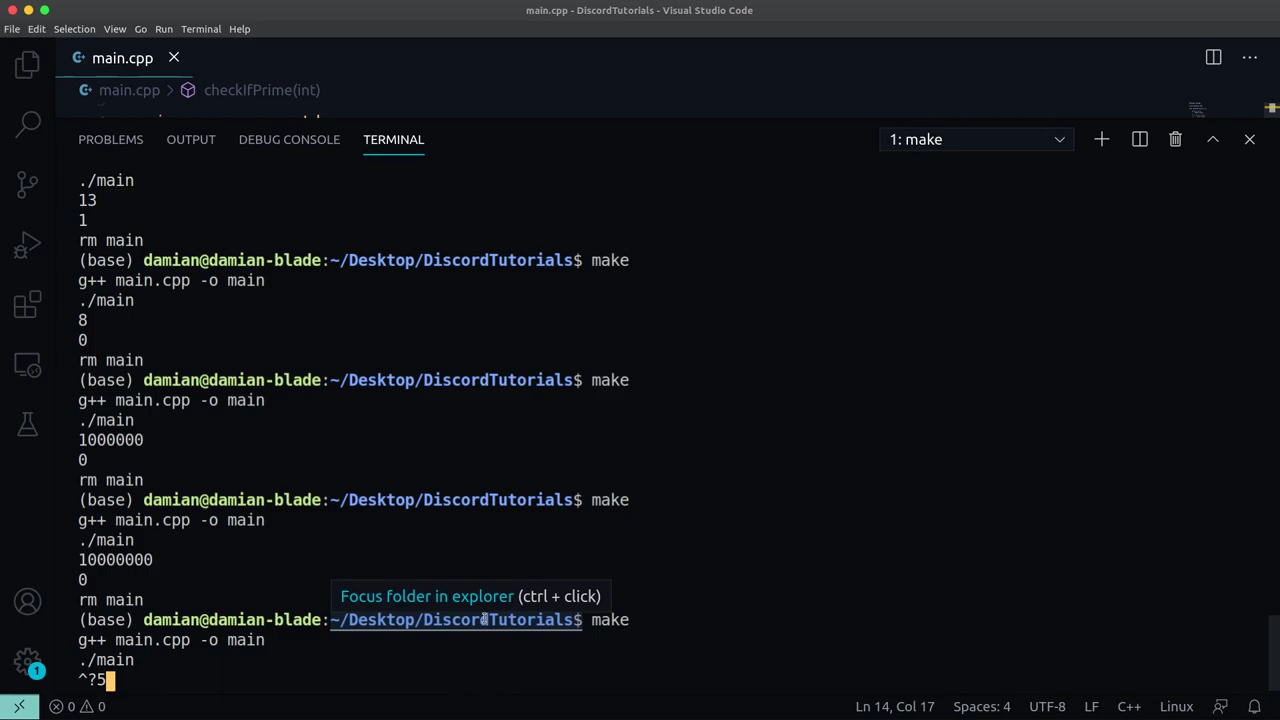 main.cpp - DiscordTutorials - Visual Studio Code
File Edit Selection View Go Run Terminal Help
main.cpp
main.cpp > checkIfPrime(int)
PROBLEMS OUTPUT DEBUG CONSOLE TERMINAL 1: make
./main
13
1
rm main
(base) damian@damian-blade:~/Desktop/DiscordTutorials$ make
g++ main.cpp -o main
./main
8
0
rm main
(base) damian@damian-blade:~/Desktop/DiscordTutorials$ make
g++ main.cpp -o main
./main
1000000
0
rm main
(base) damian@damian-blade:~/Desktop/DiscordTutorials$ make
g++ main.cpp -o main
./main
10000000
0
Focus folder in explorer (ctrl + click)
rm main
(base) damian@damian-blade:~/Desktop/DiscordTutorials$ make
g++ main.cpp -o main
./main
^?5
1
0 0 Ln 14, Col 17 Spaces: 4 UTF-8 LF C++ Linux